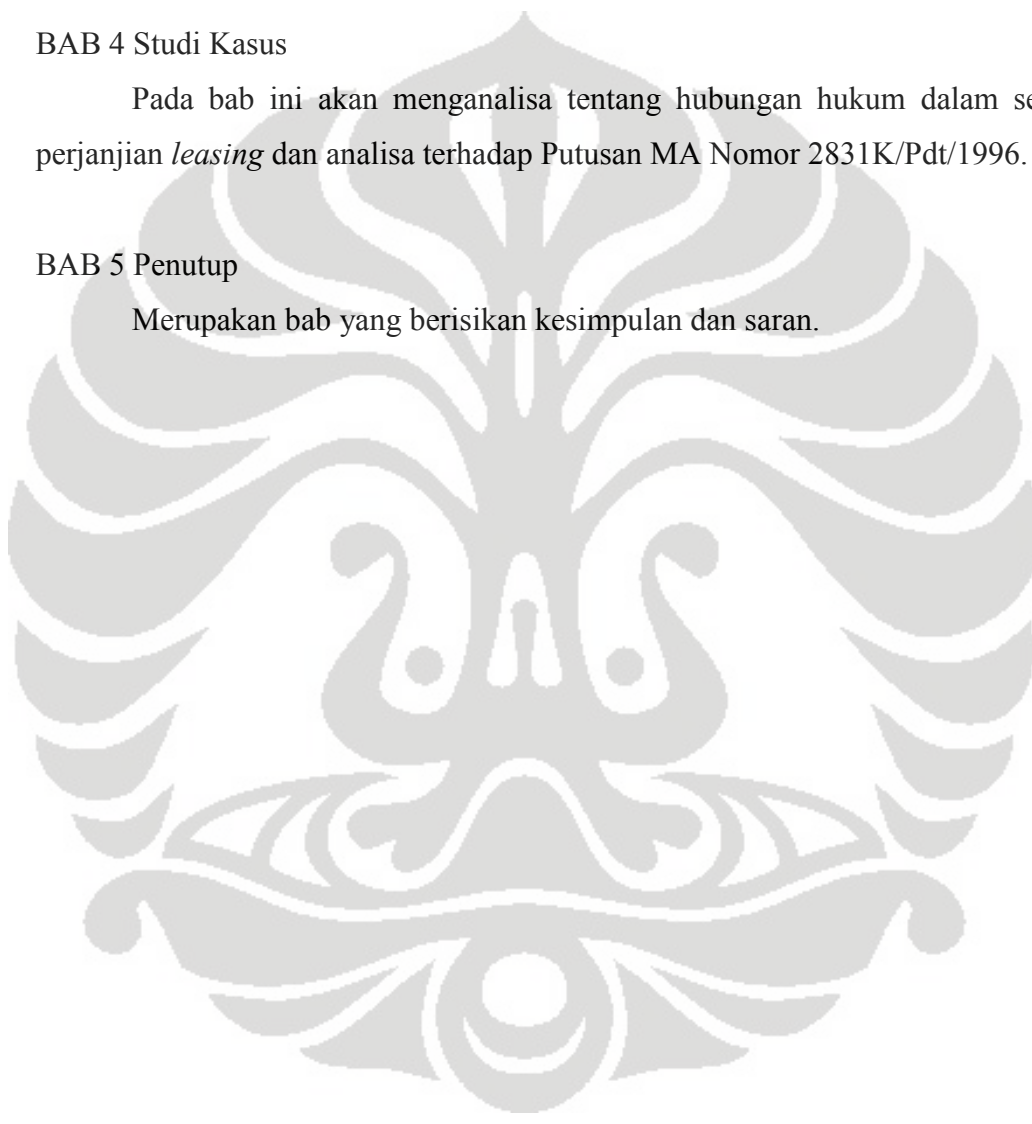 BAB 4 Studi Kasus
Pada bab ini akan menganalisa tentang hubungan hukum dalam
perjanjian leasing dan analisa terhadap Putusan MA Nomor 2831K/Pdt/1996.
BAB 5 Penutup
Merupakan bab yang berisikan kesimpulan dan saran.